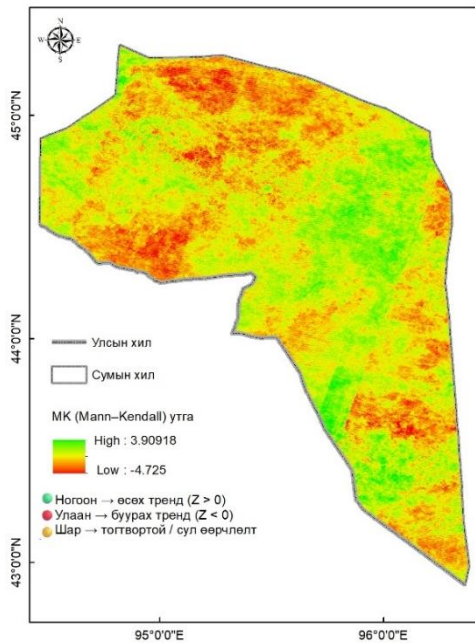 N
W
E
S
45°0'0"N
44°0'0"N
43°0'0"N
Улсын хил
Сумын хил
МК (Mann–Kendall) утга
High : 3.90918
Low : -4.725
Ногоон → өсөх тренд (Z > 0)
Улаан → буурах тренд (Z < 0)
Шар → тогтвортой / сул өөрчлөлт
95°0'0"E 96°0'0"E